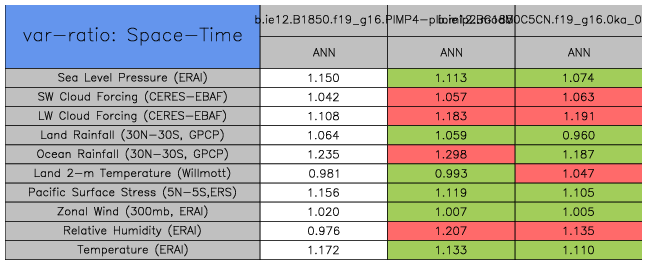 var-ratio: Space-Time
b.ie12.B1850.f19_g16.PIMP4-
C5CN.f19_g16.0ka_0
ANN ANN ANN
Sea Level Pressure (ERAI) 1.150 1.113 1.074
SW Cloud Forcing (CERES-EBAF) 1.042 1.057 1.063
LW Cloud Forcing (CERES-EBAF) 1.108 1.183 1.191
Land Rainfall (30N-30S, GPCP) 1.064 1.059 0.960
Ocean Rainfall (30N-30S, GPCP) 1.235 1.298 1.187
Land 2-m Temperature (Willmott) 0.981 0.993 1.047
Pacific Surface Stress (5N-5S,ERS) 1.156 1.119 1.105
Zonal Wind (300mb, ERAI) 1.020 1.007 1.005
Relative Humidity (ERAI) 0.976 1.207 1.135
Temperature (ERAI) 1.172 1.133 1.110